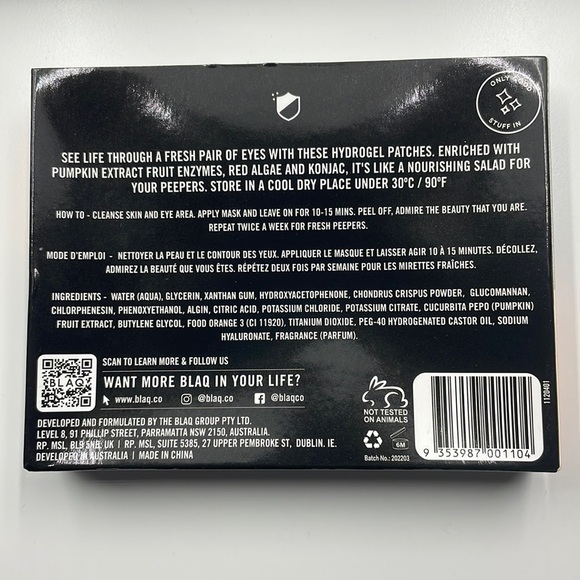 ONLY GOOD
STUFF IN
SEE LIFE THROUGH A FRESH PAIR OF EYES WITH THESE HYDROGEL PATCHES. ENRICHED WITH
PUMPKIN EXTRACT FRUIT ENZYMES, RED ALGAE AND KONJAC, IT'S LIKE A NOURISHING SALAD FOR
YOUR PEEPERS. STORE IN A COOL DRY PLACE UNDER 30°C / 90°F
HOW TO - CLEANSE SKIN AND EYE AREA. APPLY MASK AND LEAVE ON FOR 10-15 MINS. PEEL OFF, ADMIRE THE BEAUTY THAT YOU ARE.
REPEAT TWICE A WEEK FOR FRESH PEEPERS.
MODE D'EMPLOI - NETTOYER LA PEAU ET LE CONTOUR DES YEUX. APPLIQUER LE MASQUE ET LAISSER AGIR 10 À 15 MINUTES. DÉCOLLEZ,
ADMIREZ LA BEAUTÉ QUE VOUS ÊTES. RÉPÉTEZ DEUX FOIS PAR SEMAINE POUR LES MIRETTES FRAÎCHES.
INGREDIENTS - WATER (AQUA), GLYCERIN, XANTHAN GUM, HYDROXYACETOPHENONE, CHONDRUS CRISPUS POWDER, GLUCOMANNAN,
CHLORPHENESIN, PHENOXYETHANOL, ALGIN, CITRIC ACID, POTASSIUM CHLORIDE, POTASSIUM CITRATE, CUCURBITA PEPO (PUMPKIN)
FRUIT EXTRACT, BUTYLENE GLYCOL, FOOD ORANGE 3 (CI 11920), TITANIUM DIOXIDE, PEG-40 HYDROGENATED CASTOR OIL, SODIUM
HYALURONATE, FRAGRANCE (PARFUM).
BLAQ
SCAN TO LEARN MORE & FOLLOW US
WANT MORE BLAQ IN YOUR LIFE?
www.blaq.co @blaq.co @blaqco
DEVELOPED AND FORMULATED BY THE BLAQ GROUP PTY LTD.
LEVEL 8, 91 PHILLIP STREET, PARRAMATTA NSW 2150, AUSTRALIA.
RP. MSL, BL9 5NB, UK | RP. MSL, SUITE 5385, 27 UPPER PEMBROKE ST, DUBLIN. IE.
DEVELOPED IN AUSTRALIA | MADE IN CHINA
NOT TESTED
ON ANIMALS
6M
Batch No.: 202203
9 353987 001104
1120401